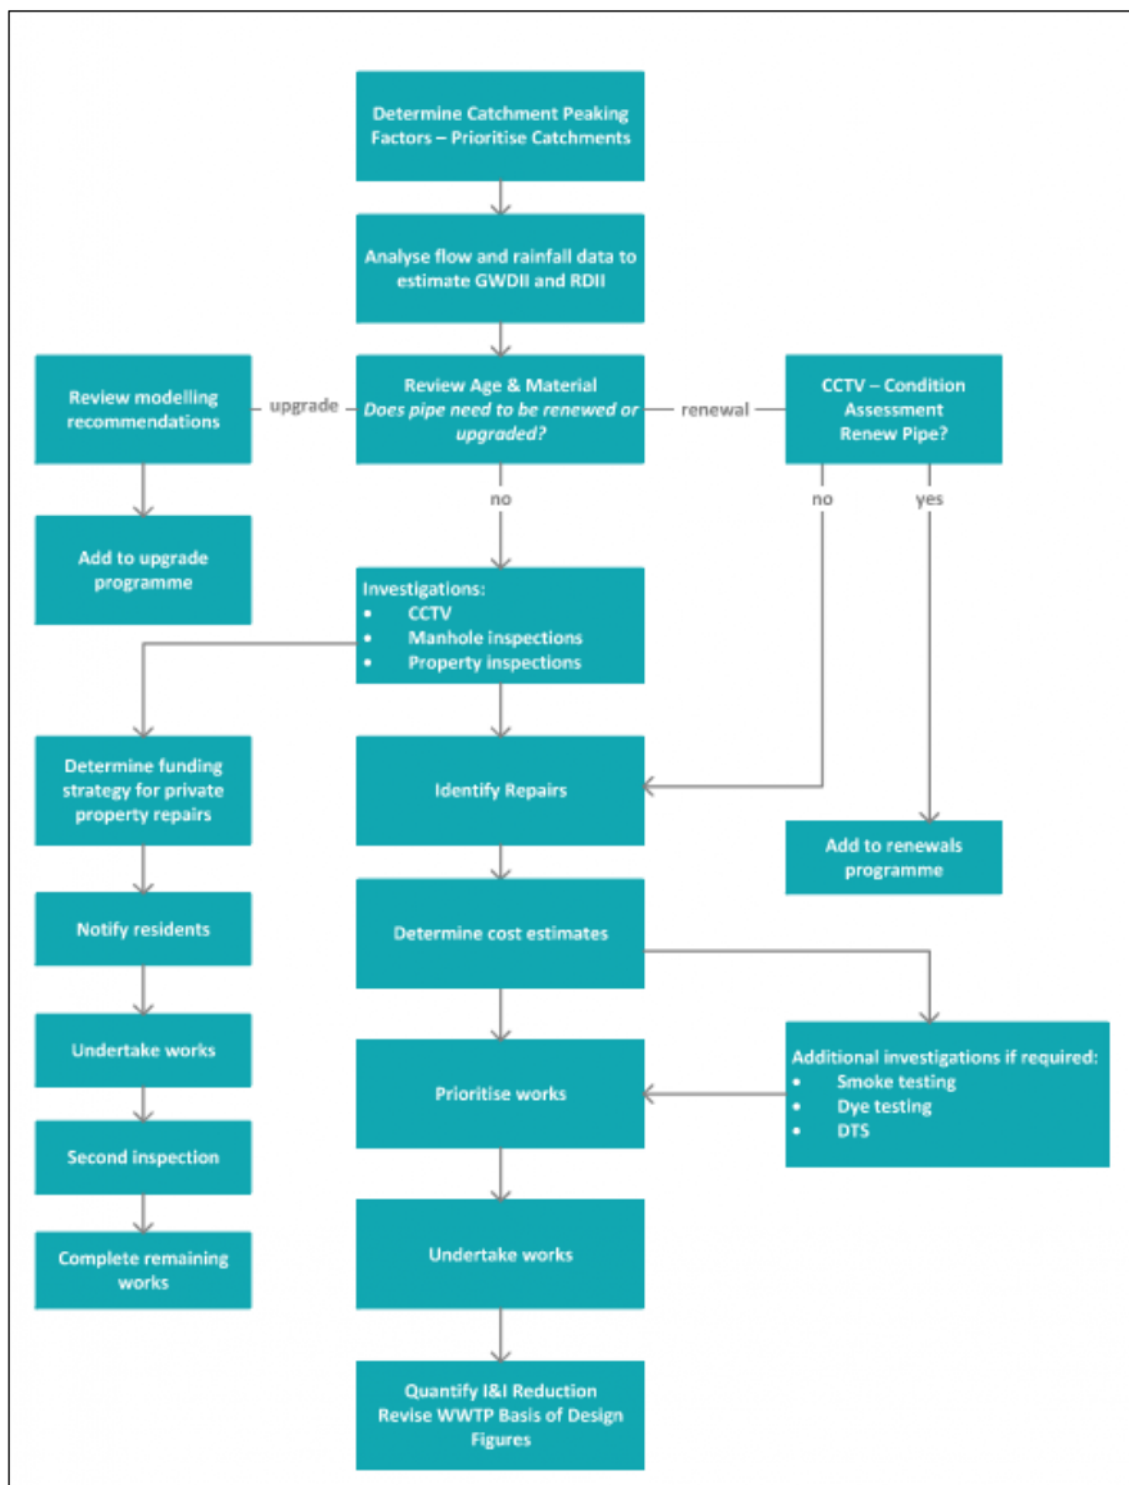 Determine Catchment Peaking
Factors – Prioritise Catchments
Analyse flow and rainfall data to
estimate GWDII and RDII
Review modelling
recommendations
upgrade
Review Age & Material
Does pipe need to be renewed or
upgraded?
renewal
CCTV – Condition
Assessment
Renew Pipe?
no
no
yes
Add to upgrade
programme
Investigations:
• CCTV
• Manhole inspections
• Property inspections
Determine funding
strategy for private
property repairs
Identify Repairs
Add to renewals
programme
Notify residents
Determine cost estimates
Undertake works
Prioritise works
Additional investigations if required:
• Smoke testing
• Dye testing
• DTS
Second inspection
Complete remaining
works
Undertake works
Quantify I&I Reduction
Revise WWTP Basis of Design
Figures